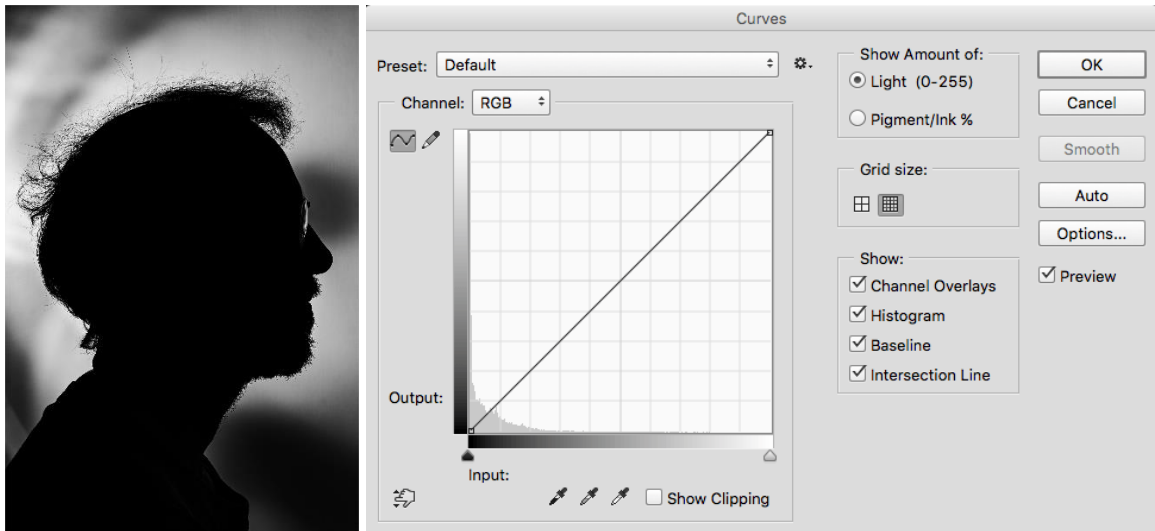 Curves
Preset: Default
Channel: RGB
Output:
Input:
Show Clipping
Show Amount of:
Light (0-255)
Pigment/Ink %
Grid size:
Show:
Channel Overlays
Histogram
Baseline
Intersection Line
OK
Cancel
Smooth
Auto
Options...
Preview